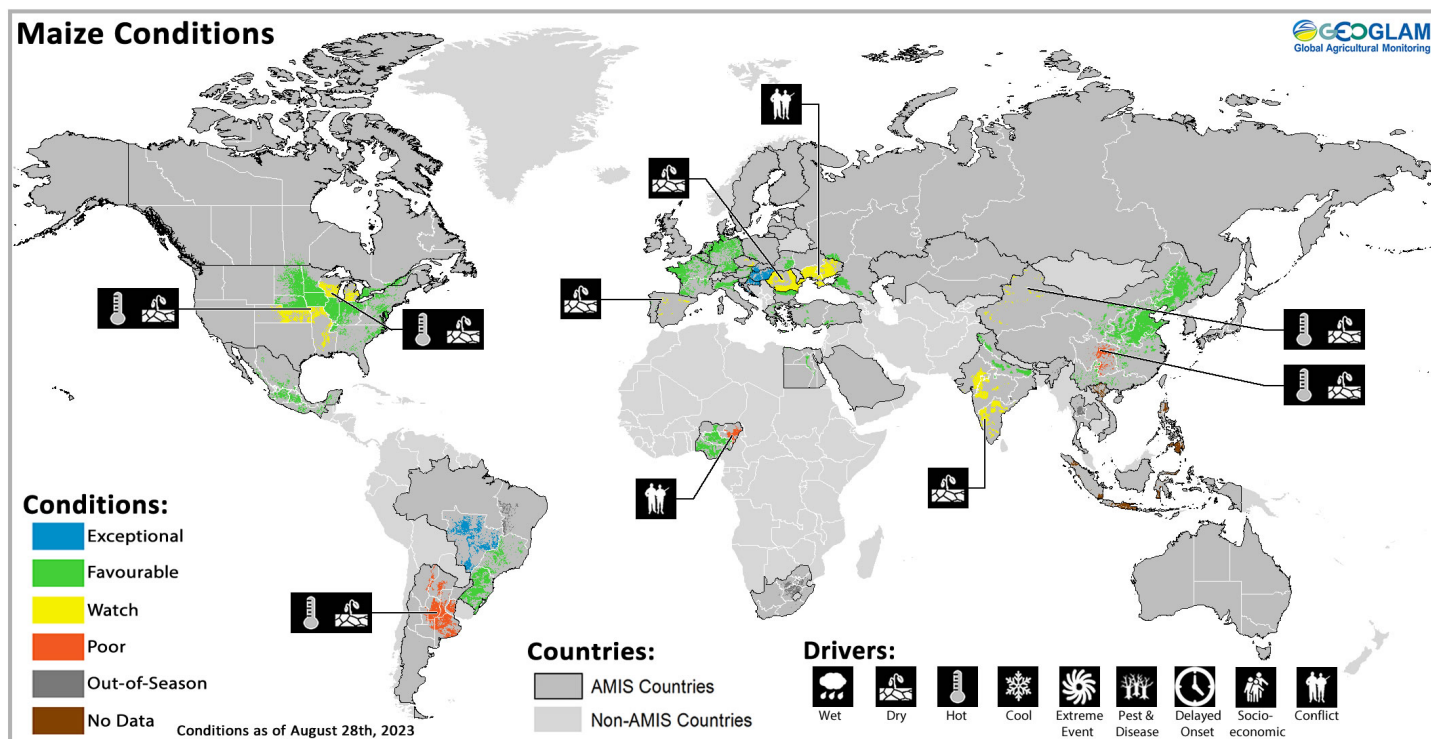 Maize Conditions
GEOGLAM
Global Agricultural Monitoring
Conditions:
Exceptional
Favourable
Watch
Poor
Out-of-Season
No Data
Conditions as of August 28th, 2023
Countries:
AMIS Countries
Non-AMIS Countries
Drivers:
Wet
Dry
Hot
Cool
Extreme
Event
Pest &
Disease
Delayed
Onset
Socio-
economic
Conflict